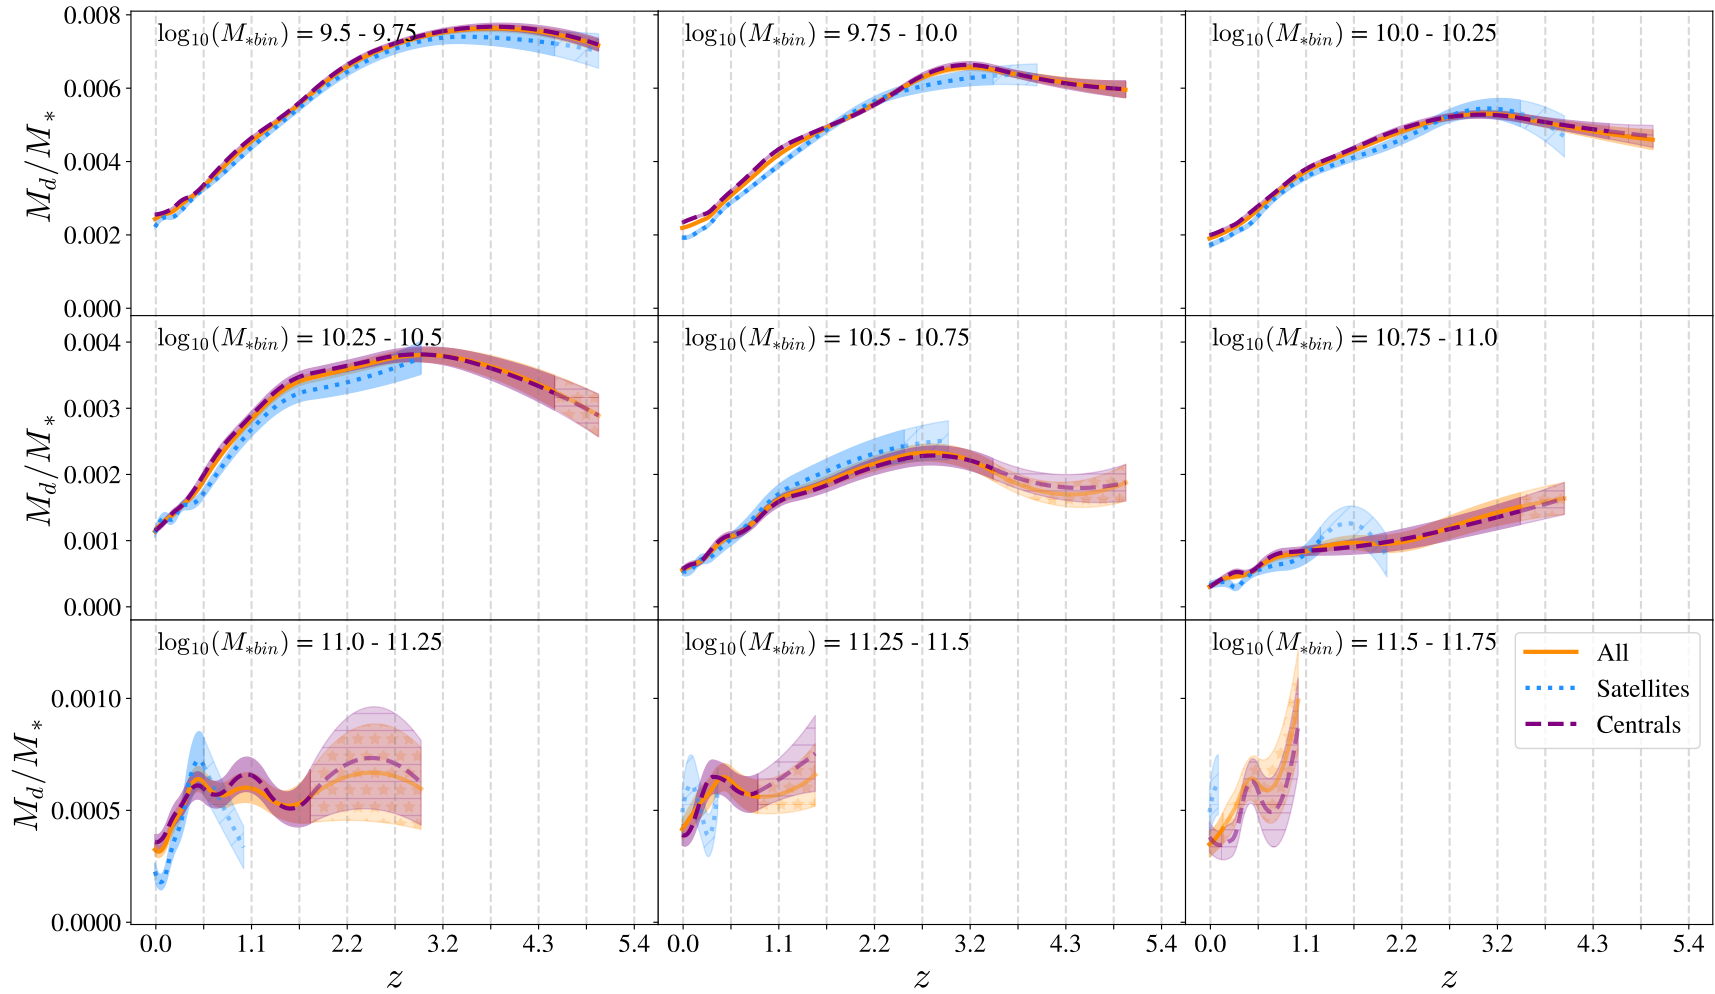 log₁₀(M∗bin) = 9.5 - 9.75
log₁₀(M∗bin) = 9.75 - 10.0
log₁₀(M∗bin) = 10.0 - 10.25
0.008
0.006
0.004
0.002
0.000
M_d/M_*
log₁₀(M∗bin) = 10.25 - 10.5
log₁₀(M∗bin) = 10.5 - 10.75
log₁₀(M∗bin) = 10.75 - 11.0
0.004
0.003
0.002
0.001
0.000
M_d/M_*
log₁₀(M∗bin) = 11.0 - 11.25
log₁₀(M∗bin) = 11.25 - 11.5
log₁₀(M∗bin) = 11.5 - 11.75
All
Satellites
Centrals
0.0010
0.0005
0.0000
M_d/M_*
0.0 1.1 2.2 3.2 4.3 5.4
0.0 1.1 2.2 3.2 4.3 5.4
0.0 1.1 2.2 3.2 4.3 5.4
z
z
z